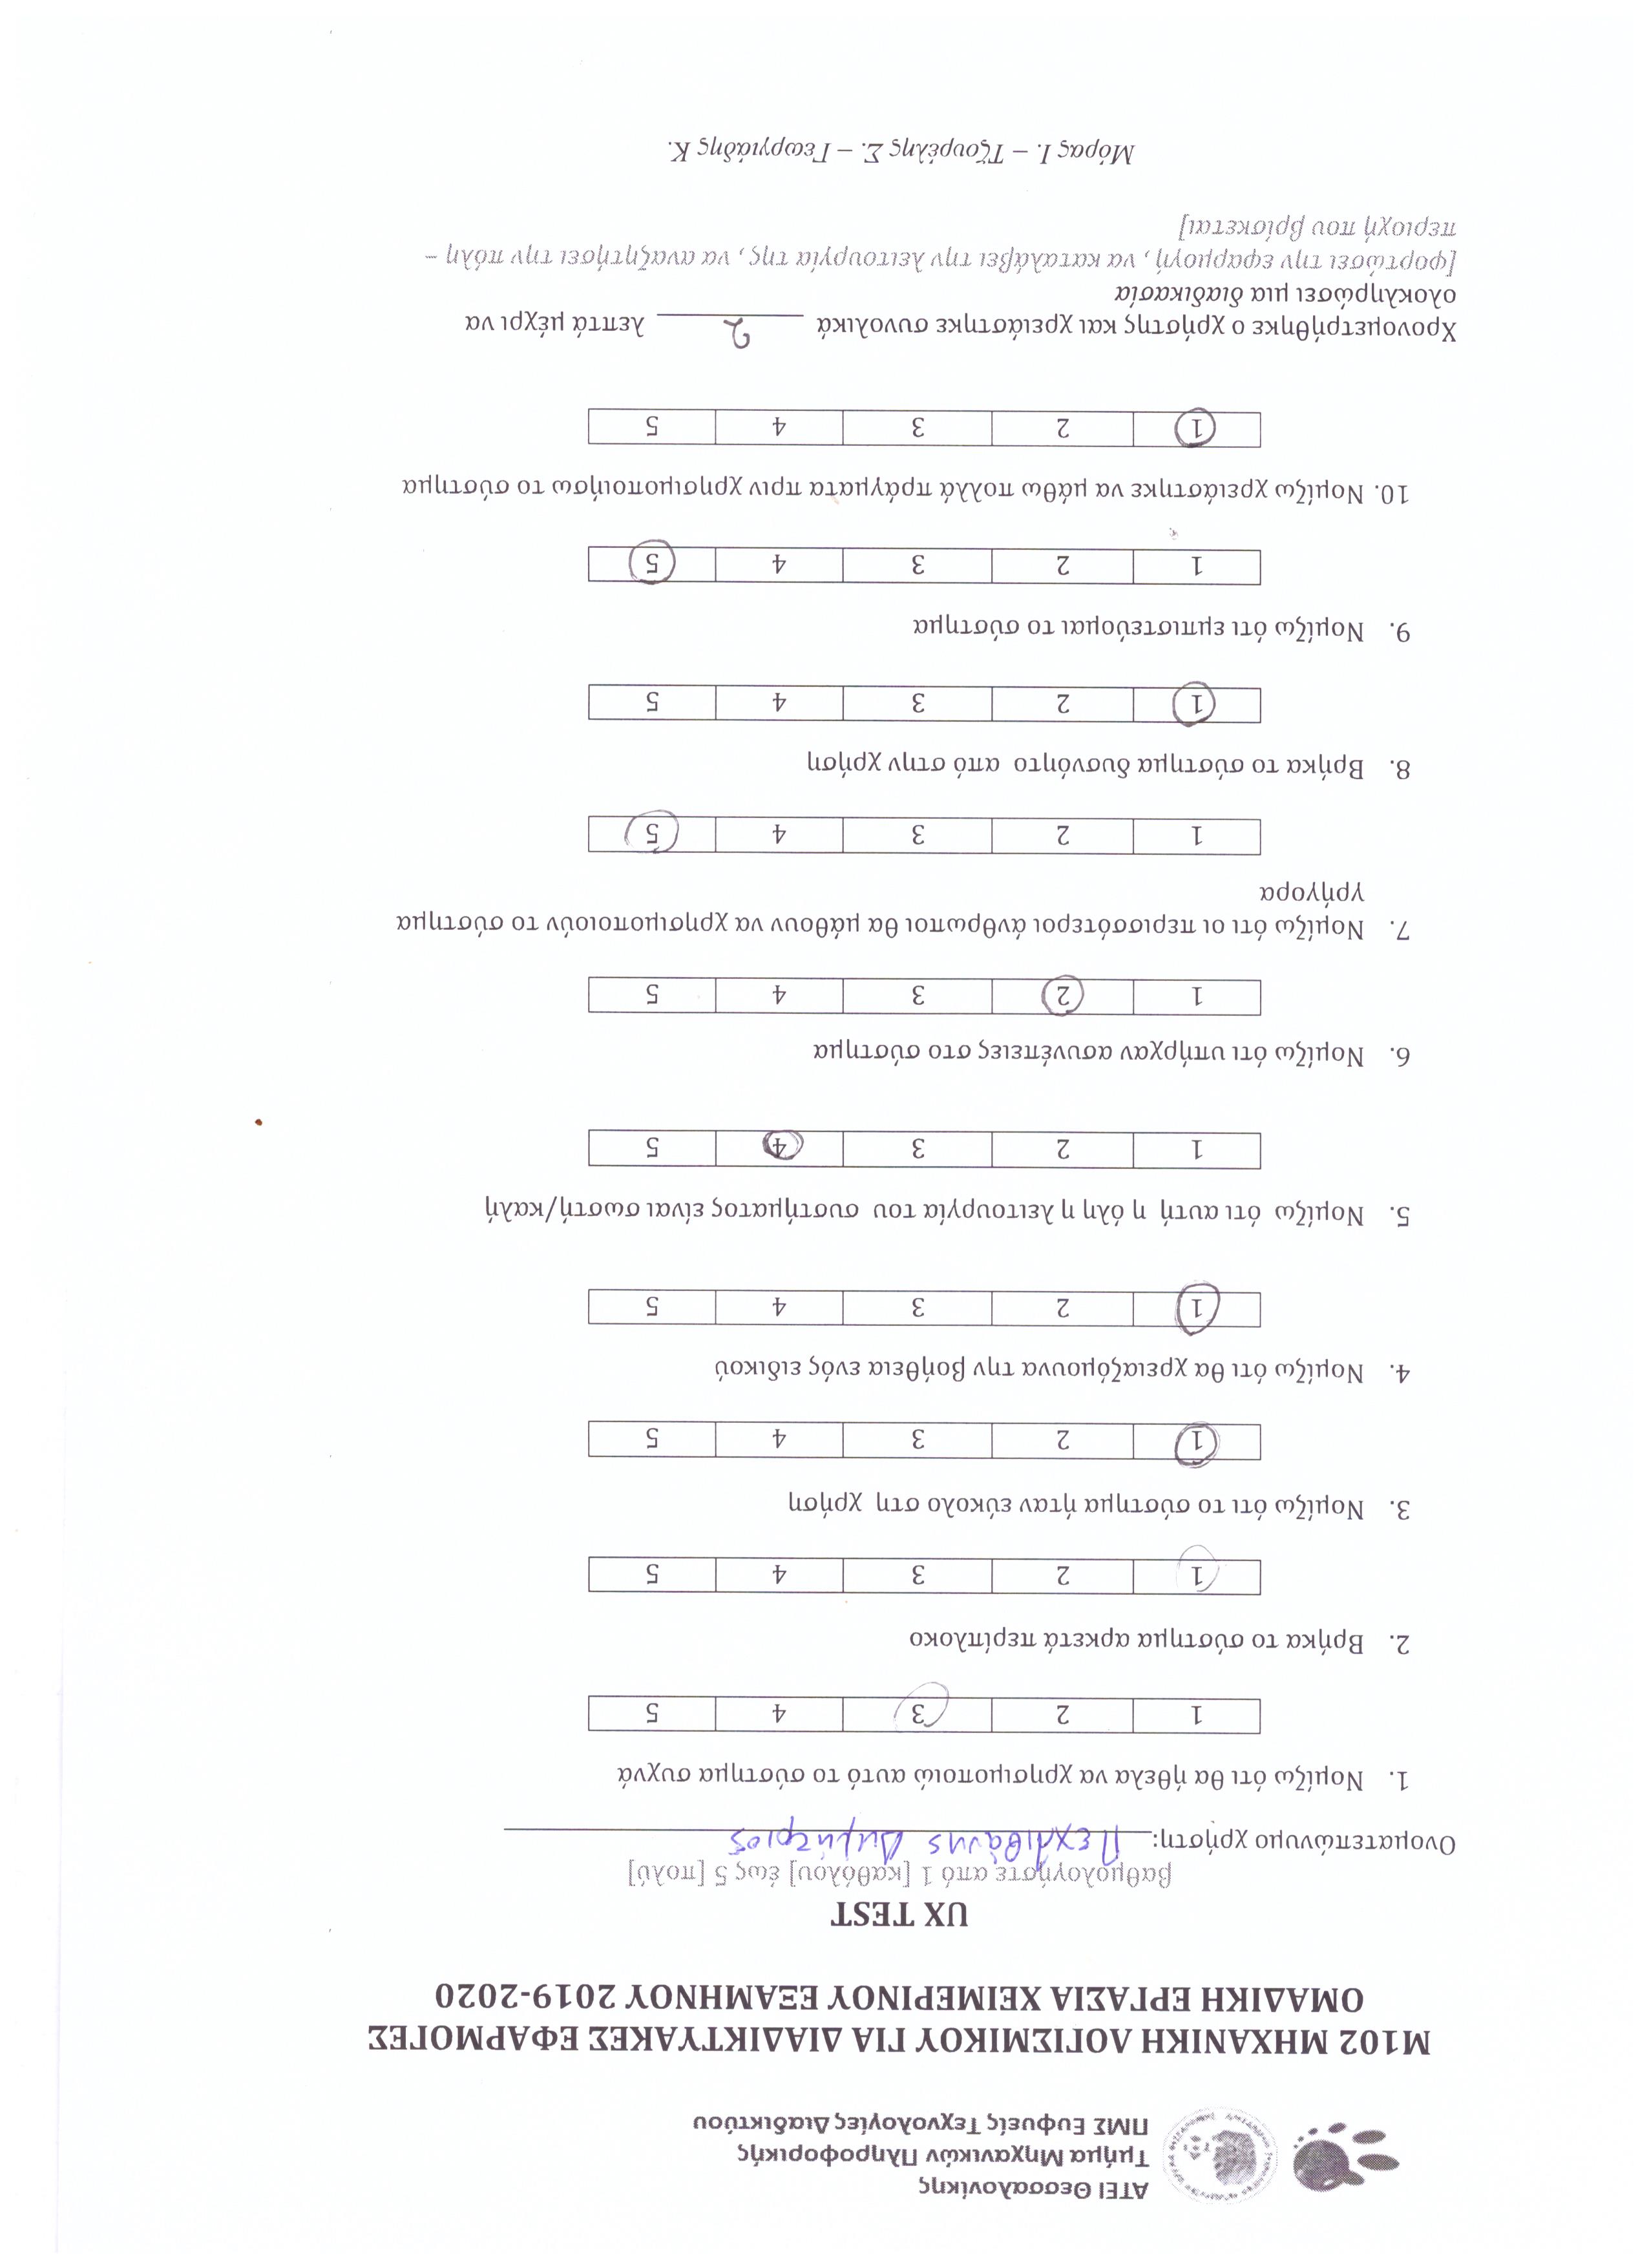 ΑΤΕΙ Θεσσαλονίκης
Τμήμα Μηχανικών Πληροφορικής
ΠΜΣ Ευφυείς Τεχνολογίες Διαδικτύου
Μ102 ΜΗΧΑΝΙΚΗ ΛΟΓΙΣΜΙΚΟΥ ΓΙΑ ΔΙΑΔΙΚΤΥΑΚΕΣ ΕΦΑΡΜΟΓΕΣ
ΟΜΑΔΙΚΗ ΕΡΓΑΣΙΑ ΧΕΙΜΕΡΙΝΟΥ ΕΞΑΜΗΝΟΥ 2019-2020
UX TEST
βαθμολογήστε από 1 [καθόλου] έως 5 [πολύ]
Ονοματεπώνυμο χρήστη: Πεχλιβάνης Δημήτριος
1. Νομίζω ότι θα ήθελα να χρησιμοποιώ αυτό το σύστημα συχνά
1 2 3 4 5
2. Βρήκα το σύστημα αρκετά περίπλοκο
1 2 3 4 5
3. Νομίζω ότι το σύστημα ήταν εύκολο στη χρήση
1 2 3 4 5
4. Νομίζω ότι θα χρειαζόμουνα την βοήθεια ενός ειδικού
1 2 3 4 5
5. Νομίζω ότι αυτή η όλη η λειτουργία του συστήματος είναι σωστή/καλή
1 2 3 4 5
6. Νομίζω ότι υπήρχαν ασυνέπειες στο σύστημα
1 2 3 4 5
7. Νομίζω ότι οι περισσότεροι άνθρωποι θα μάθουν να χρησιμοποιούν το σύστημα
γρήγορα
1 2 3 4 5
8. Βρήκα το σύστημα δυσνόητο από στην χρήση
1 2 3 4 5
9. Νομίζω ότι εμπιστεύομαι το σύστημα
1 2 3 4 5
10. Νομίζω χρειάστηκε να μάθω πολλά πράγματα πριν χρησιμοποιήσω το σύστημα
1 2 3 4 5
Χρονομετρήθηκε ο χρήστης και χρειάστηκε συνολικά 2 λεπτά μέχρι να
ολοκληρώσει μια διαδικασία
[φορτώσει την εφαρμογή , να καταλάβει την λειτουργία της , να αναζητήσει την πόλη –
περιοχή που βρίσκεται]
Μόρας Ι. – Τζουρέλης Σ. – Γεωργιάδης Κ.